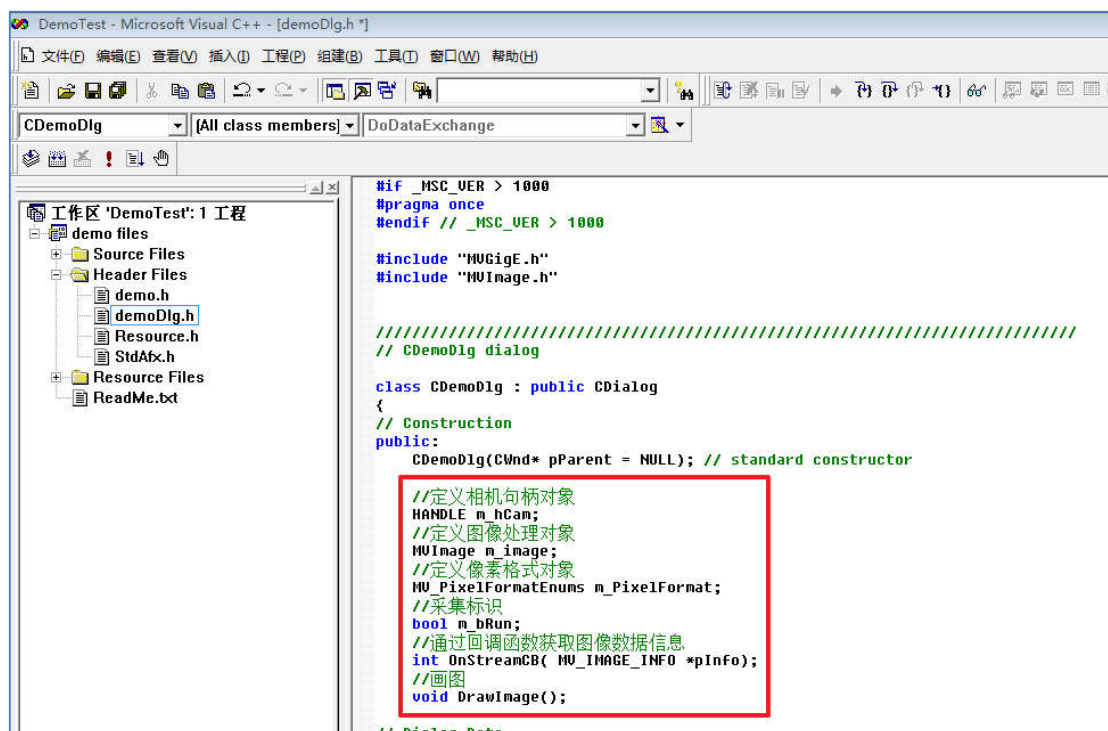 DemoTest - Microsoft Visual C++ - [demoDlg.h *]
文件(F) 编辑(E) 查看(V) 插入(I) 工程(P) 组建(B) 工具(T) 窗口(W) 帮助(H)
CDemoDlg [All class members] DoDataExchange
工作区 'DemoTest': 1 工程
demo files
Source Files
Header Files
demo.h
demoDlg.h
Resource.h
StdAfx.h
Resource Files
ReadMe.txt
#if _MSC_VER > 1000
#pragma once
#endif // _MSC_VER > 1000
#include "MVGigE.h"
#include "MVImage.h"
/////////////////////////////////////////////////////////////////////////////
// CDemoDlg dialog
class CDemoDlg : public CDialog
{
// Construction
public:
CDemoDlg(CWnd* pParent = NULL); // standard constructor
//定义相机句柄对象
HANDLE m_hCam;
//定义图像处理对象
MVImage m_image;
//定义像素格式对象
MV_PixelFormatEnums m_PixelFormat;
//采集标识
bool m_bRun;
//通过回调函数获取图像数据信息
int OnStreamCB( MV_IMAGE_INFO *pInfo);
//画图
void DrawImage();
// Dialog Data